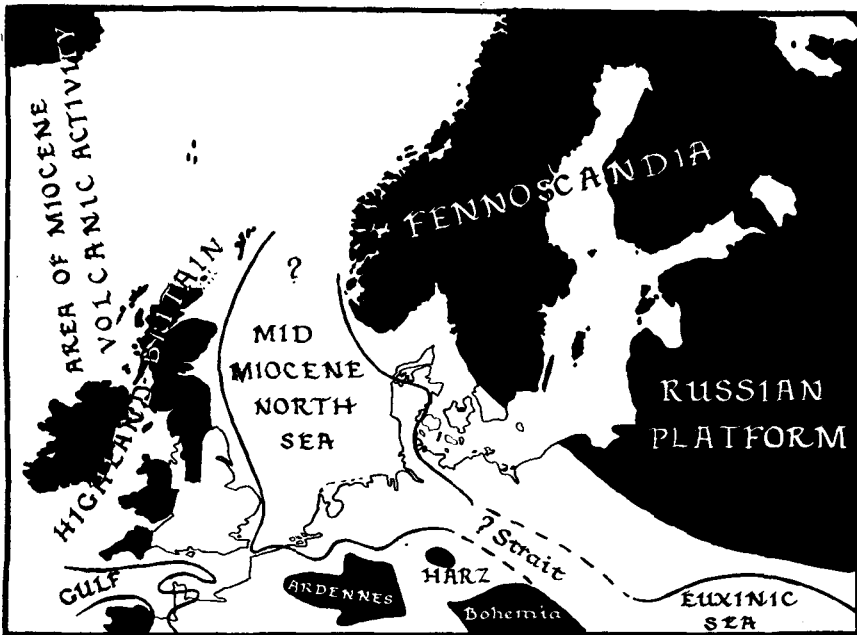 AREA OF MIOCENE
VOLCANIC ACTIVITY
HIGHLAND BRITAIN
FENNOSCANDIA
?
MID
MIOCENE
NORTH
SEA
RUSSIAN
PLATFORM
? Strait
GULF
ARDENNES
HARZ
Bohemia
EUXINIC
SEA